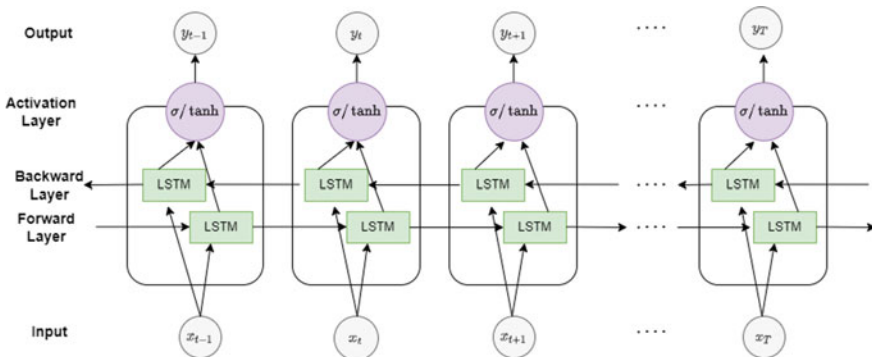 Output y_{t-1} y_t y_{t+1} .... y_T
Activation Layer σ/tanh σ/tanh σ/tanh .... σ/tanh
Backward Layer LSTM LSTM LSTM .... LSTM
Forward Layer LSTM LSTM LSTM .... LSTM
Input x_{t-1} x_t x_{t+1} .... x_T